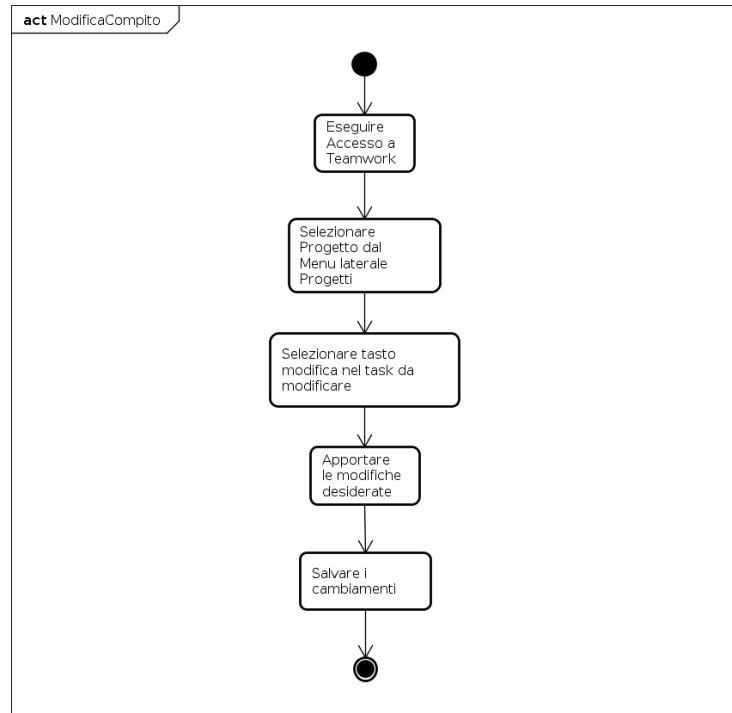 act ModificaCompito
Eseguire
Accesso a
Teamwork
Selezionare
Progetto dal
Menu laterale
Progetti
Selezionare tasto
modifica nel task da
modificare
Apportare
le modifiche
desiderate
Salvare i
cambiamenti